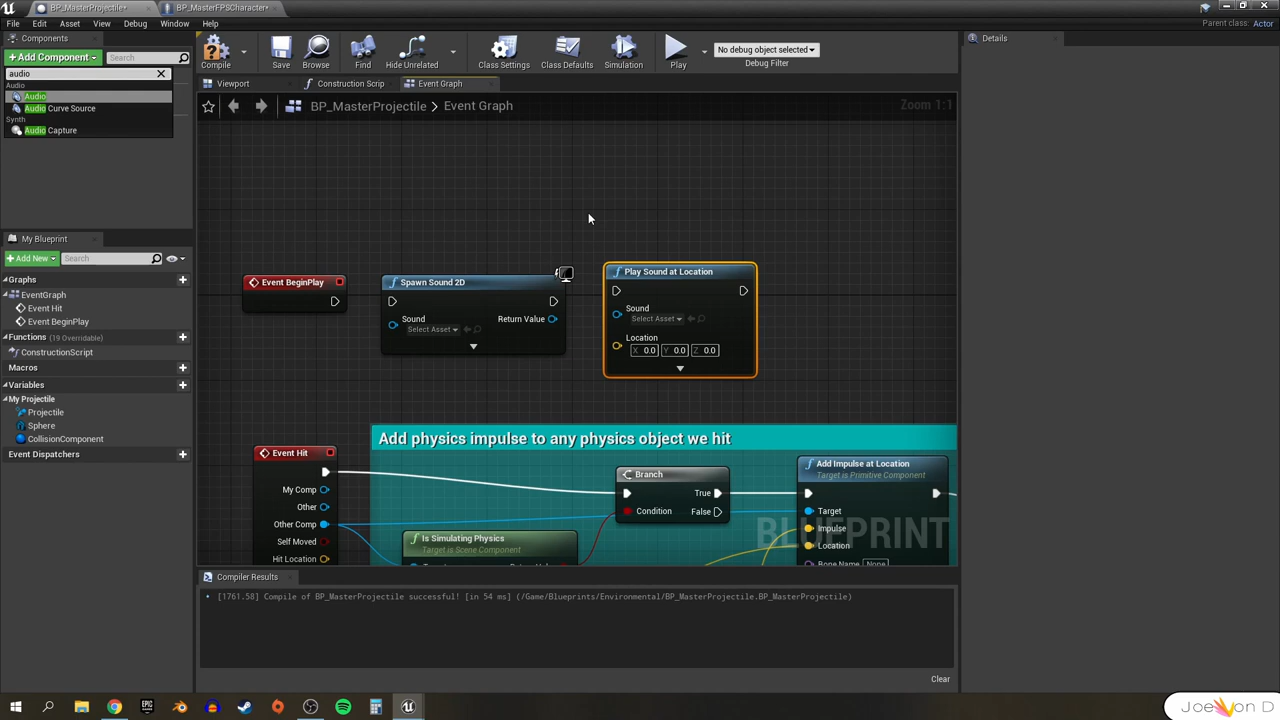 BP_MasterProjectile*
BP_MasterFPSCharacter*
File
Edit
Asset
View
Debug
Window
Help
Parent class: Actor
Components
+Add Component
Search
audio
Audio
Audio
Audio Curve Source
Synth
Audio Capture
Compile
Save
Browse
Find
Hide Unrelated
Class Settings
Class Defaults
Simulation
Play
No debug object selected
Debug Filter
Details
Viewport
Construction Scrip
Event Graph
BP_MasterProjectile > Event Graph
Zoom 1:1
My Blueprint
+Add New
Search
Graphs
EventGraph
Event Hit
Event BeginPlay
Functions (19 Overridable)
ConstructionScript
Macros
Variables
My Projectile
Projectile
Sphere
CollisionComponent
Event Dispatchers
Event BeginPlay
Spawn Sound 2D
Sound
Select Asset
Return Value
Play Sound at Location
Sound
Select Asset
Location
X 0.0 Y 0.0 Z 0.0
Add physics impulse to any physics object we hit
Event Hit
My Comp
Other
Other Comp
Self Moved
Hit Location
Branch
True
Condition
False
Is Simulating Physics
Target is Scene Component
Add Impulse at Location
Target is Primitive Component
Target
Impulse
Location
Bone Name None
BLUEPRINT
Compiler Results
[1761.58] Compile of BP_MasterProjectile successful! [in 54 ms] (/Game/Blueprints/Environmental/BP_MasterProjectile.BP_MasterProjectile)
Clear